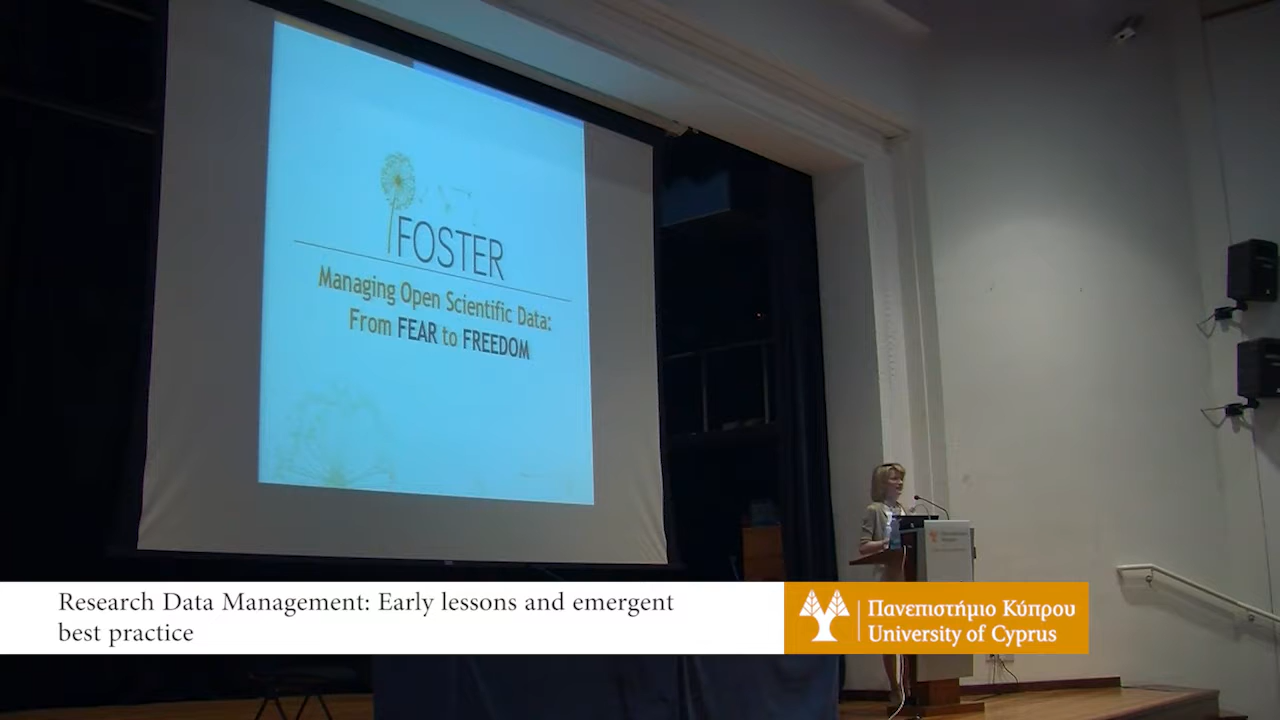 FOSTER
Managing Open Scientific Data:
From FEAR to FREEDOM
Research Data Management: Early lessons and emergent
best practice
Πανεπιστήμιο Κύπρου
University of Cyprus